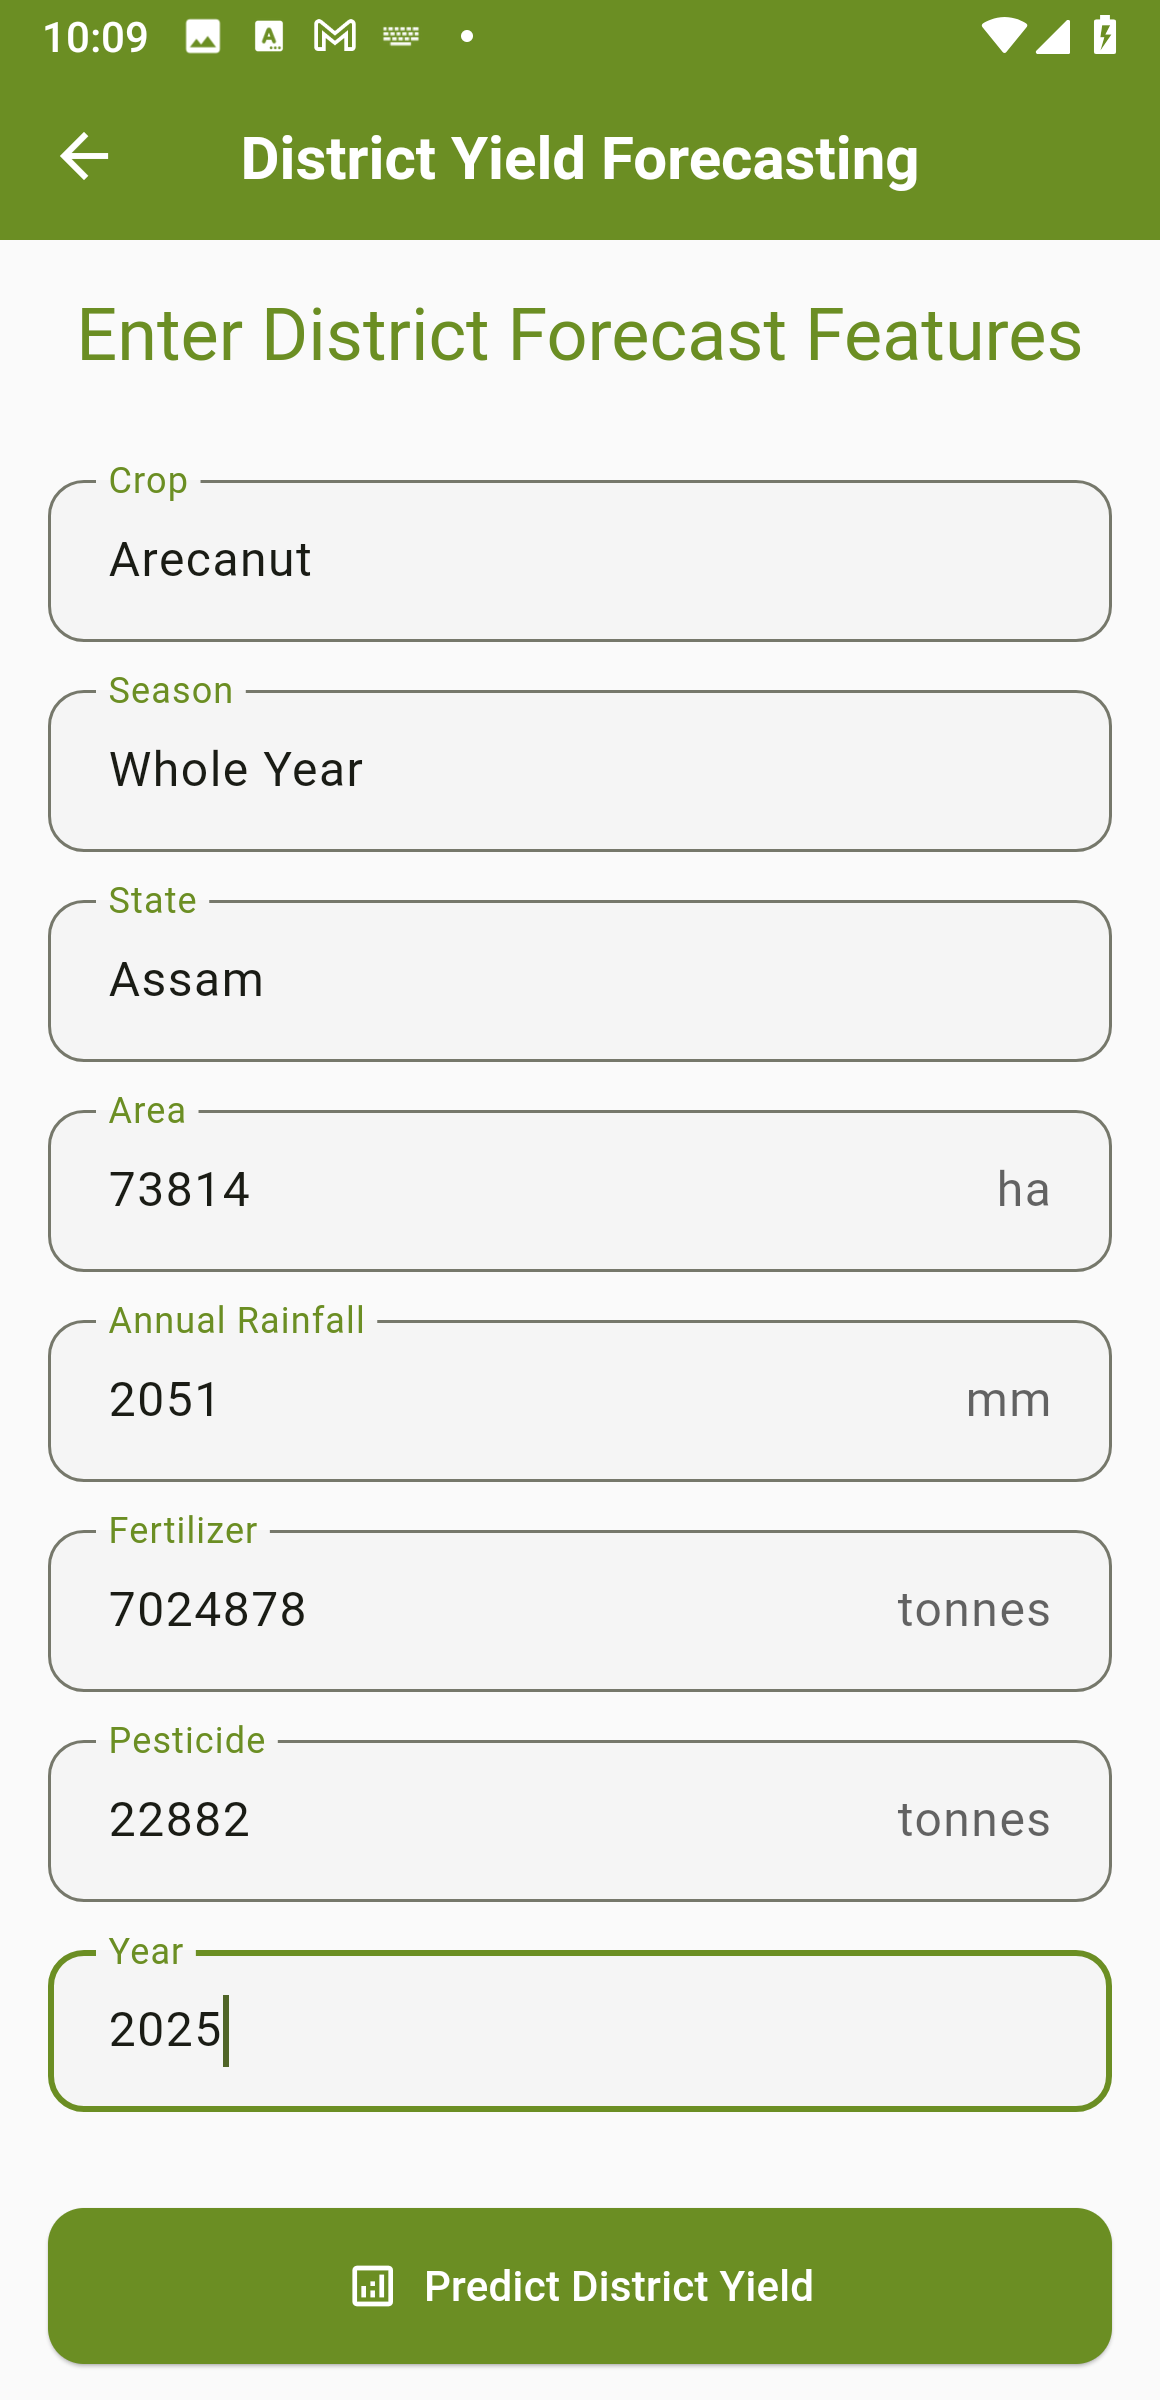 10:09
District Yield Forecasting
Enter District Forecast Features
Crop
Arecanut
Season
Whole Year
State
Assam
Area
73814 ha
Annual Rainfall
2051 mm
Fertilizer
7024878 tonnes
Pesticide
22882 tonnes
Year
2025
Predict District Yield